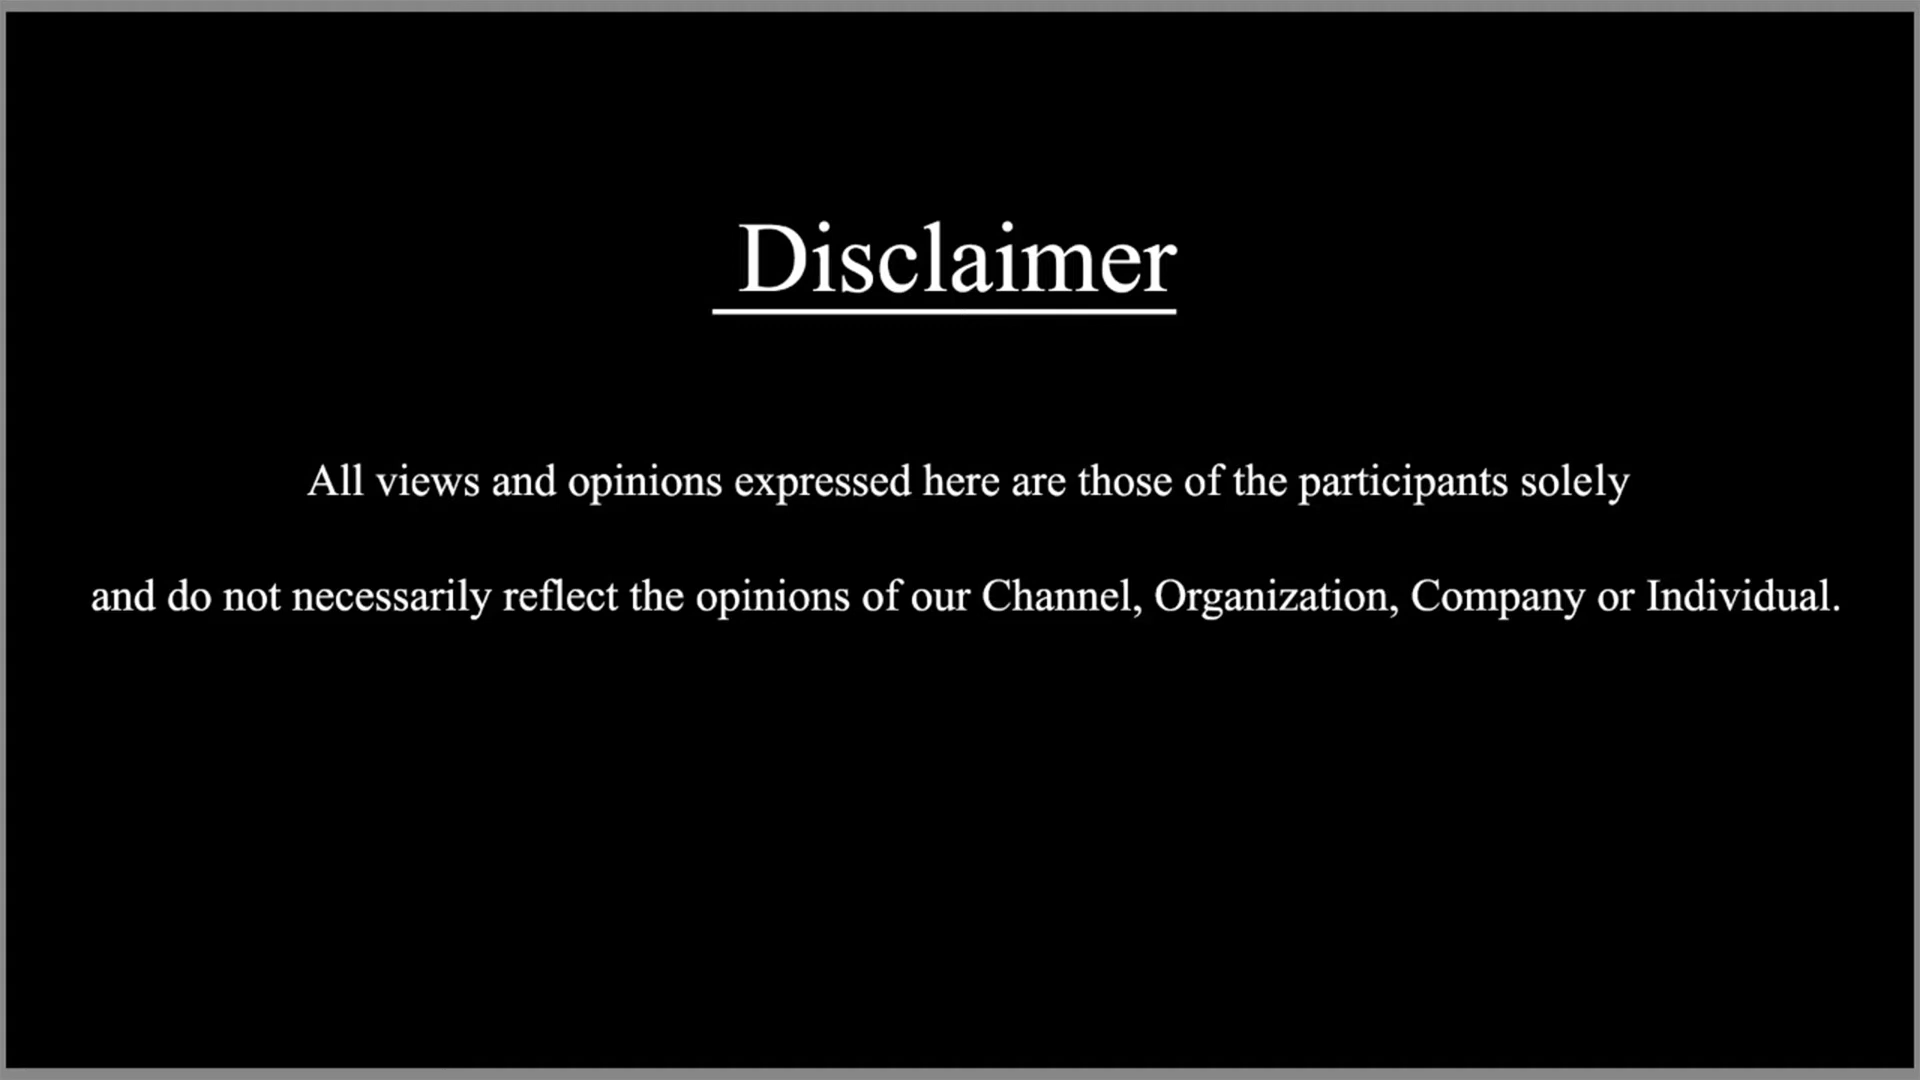 Disclaimer
All views and opinions expressed here are those of the participants solely
and do not necessarily reflect the opinions of our Channel, Organization, Company or Individual.